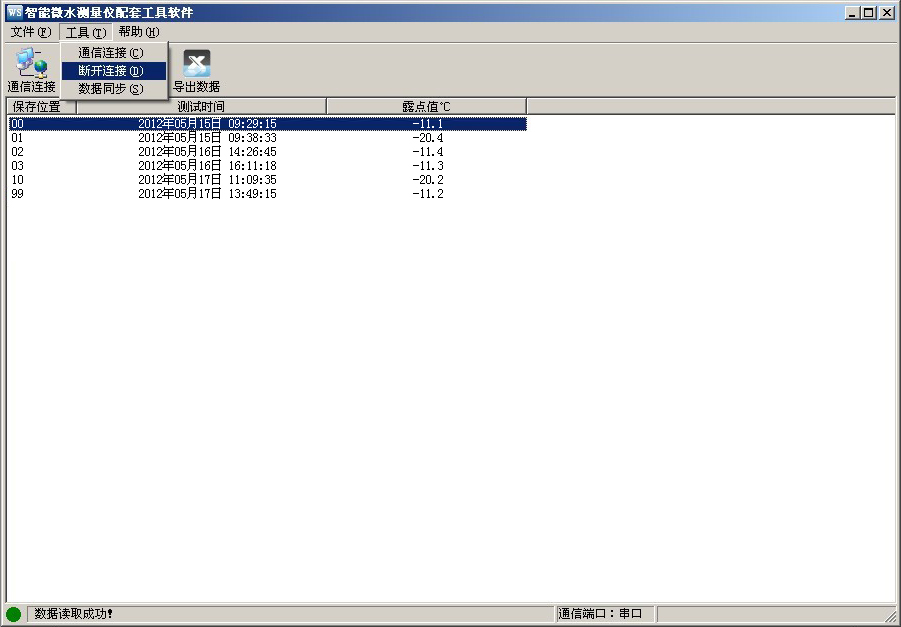 WS 智能微水测量仪配套工具软件
文件(F) 工具(T) 帮助(H)
通信连接(C)
断开连接(D)
数据同步(S)
通信连接 导出数据
保存位置 测试时间 露点值℃
00 2012年05月15日 09:29:15 -11.1
01 2012年05月15日 09:38:33 -20.4
02 2012年05月16日 14:26:45 -11.4
03 2012年05月16日 16:11:18 -11.3
10 2012年05月17日 11:09:35 -20.2
99 2012年05月17日 13:49:15 -11.2
数据读取成功! 通信端口：串口